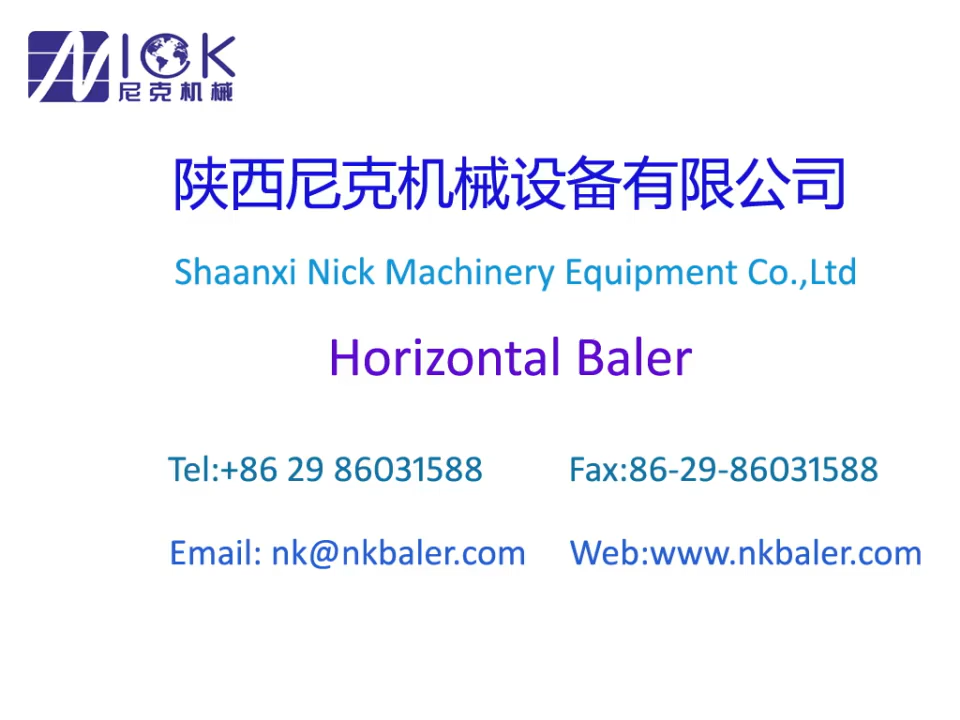 NICK
尼克机械
陕西尼克机械设备有限公司
Shaanxi Nick Machinery Equipment Co.,Ltd
Horizontal Baler
Tel:+86 29 86031588 Fax:86-29-86031588
Email: nk@nkbaler.com Web:www.nkbaler.com